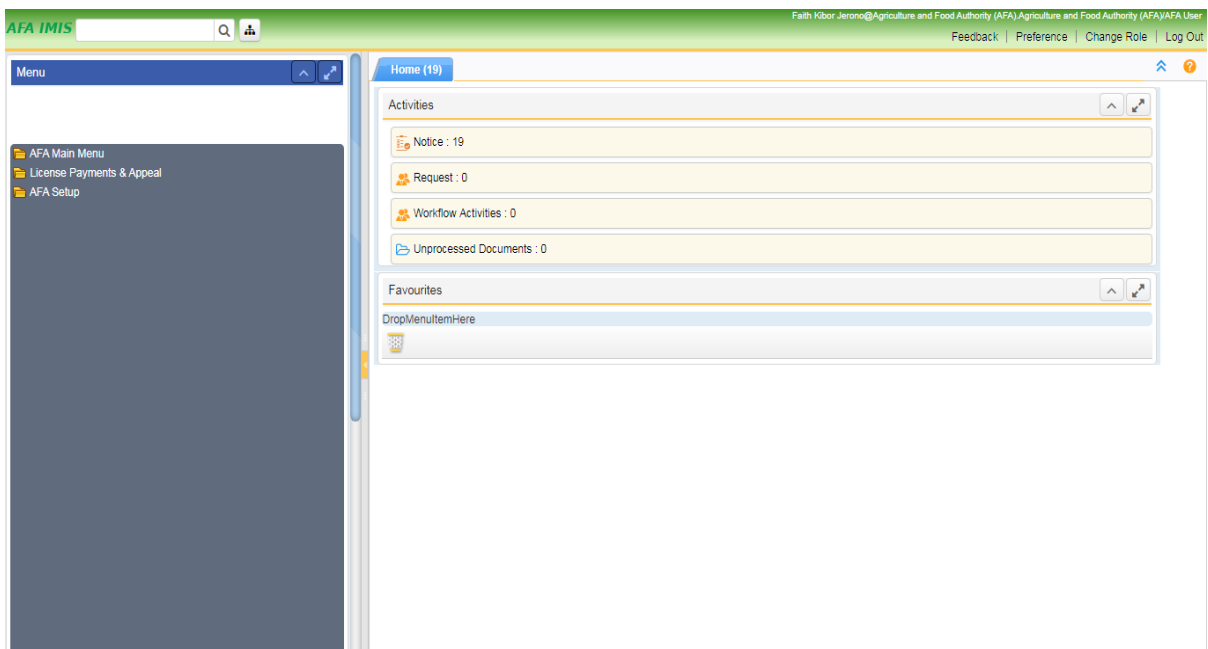 Faith Kibor Jerono@Agriculture and Food Authority (AFA).Agriculture and Food Authority (AFA)/AFA User
AFA IMIS
Feedback | Preference | Change Role | Log Out
Menu
Home (19)
Activities
Notice : 19
AFA Main Menu
License Payments & Appeal
Request : 0
AFA Setup
Workflow Activities : 0
Unprocessed Documents : 0
Favourites
DropMenuItemHere